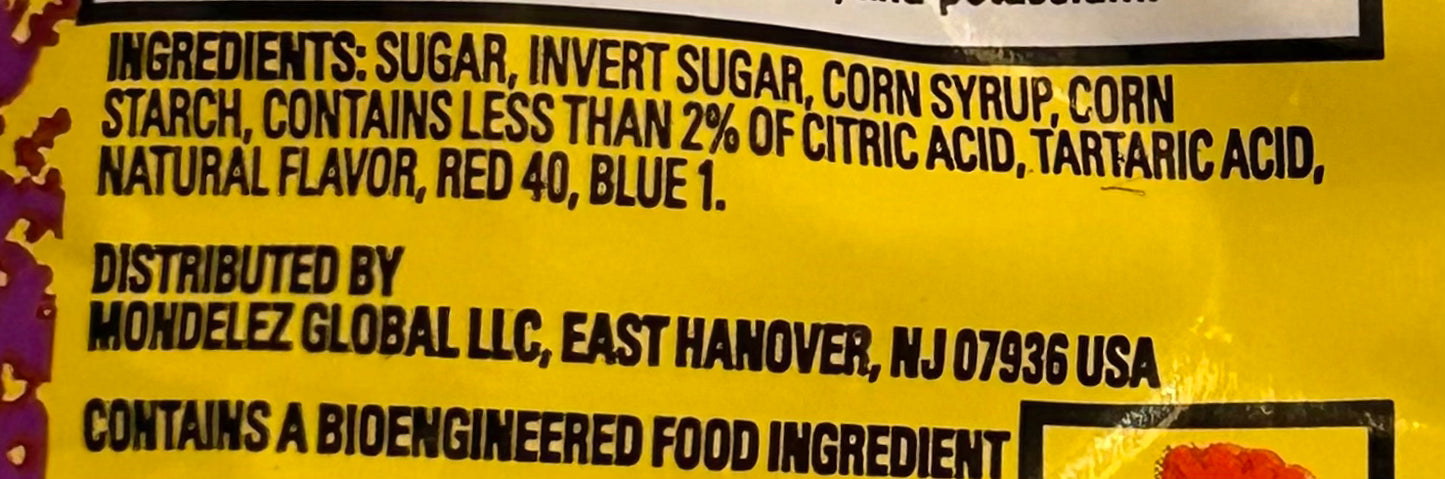 INGREDIENTS: SUGAR, INVERT SUGAR, CORN SYRUP, CORN
STARCH, CONTAINS LESS THAN 2% OF CITRIC ACID, TARTARIC ACID,
NATURAL FLAVOR, RED 40, BLUE 1.
DISTRIBUTED BY
MONDELEZ GLOBAL LLC, EAST HANOVER, NJ 07936 USA
CONTAINS A BIOENGINEERED FOOD INGREDIENT